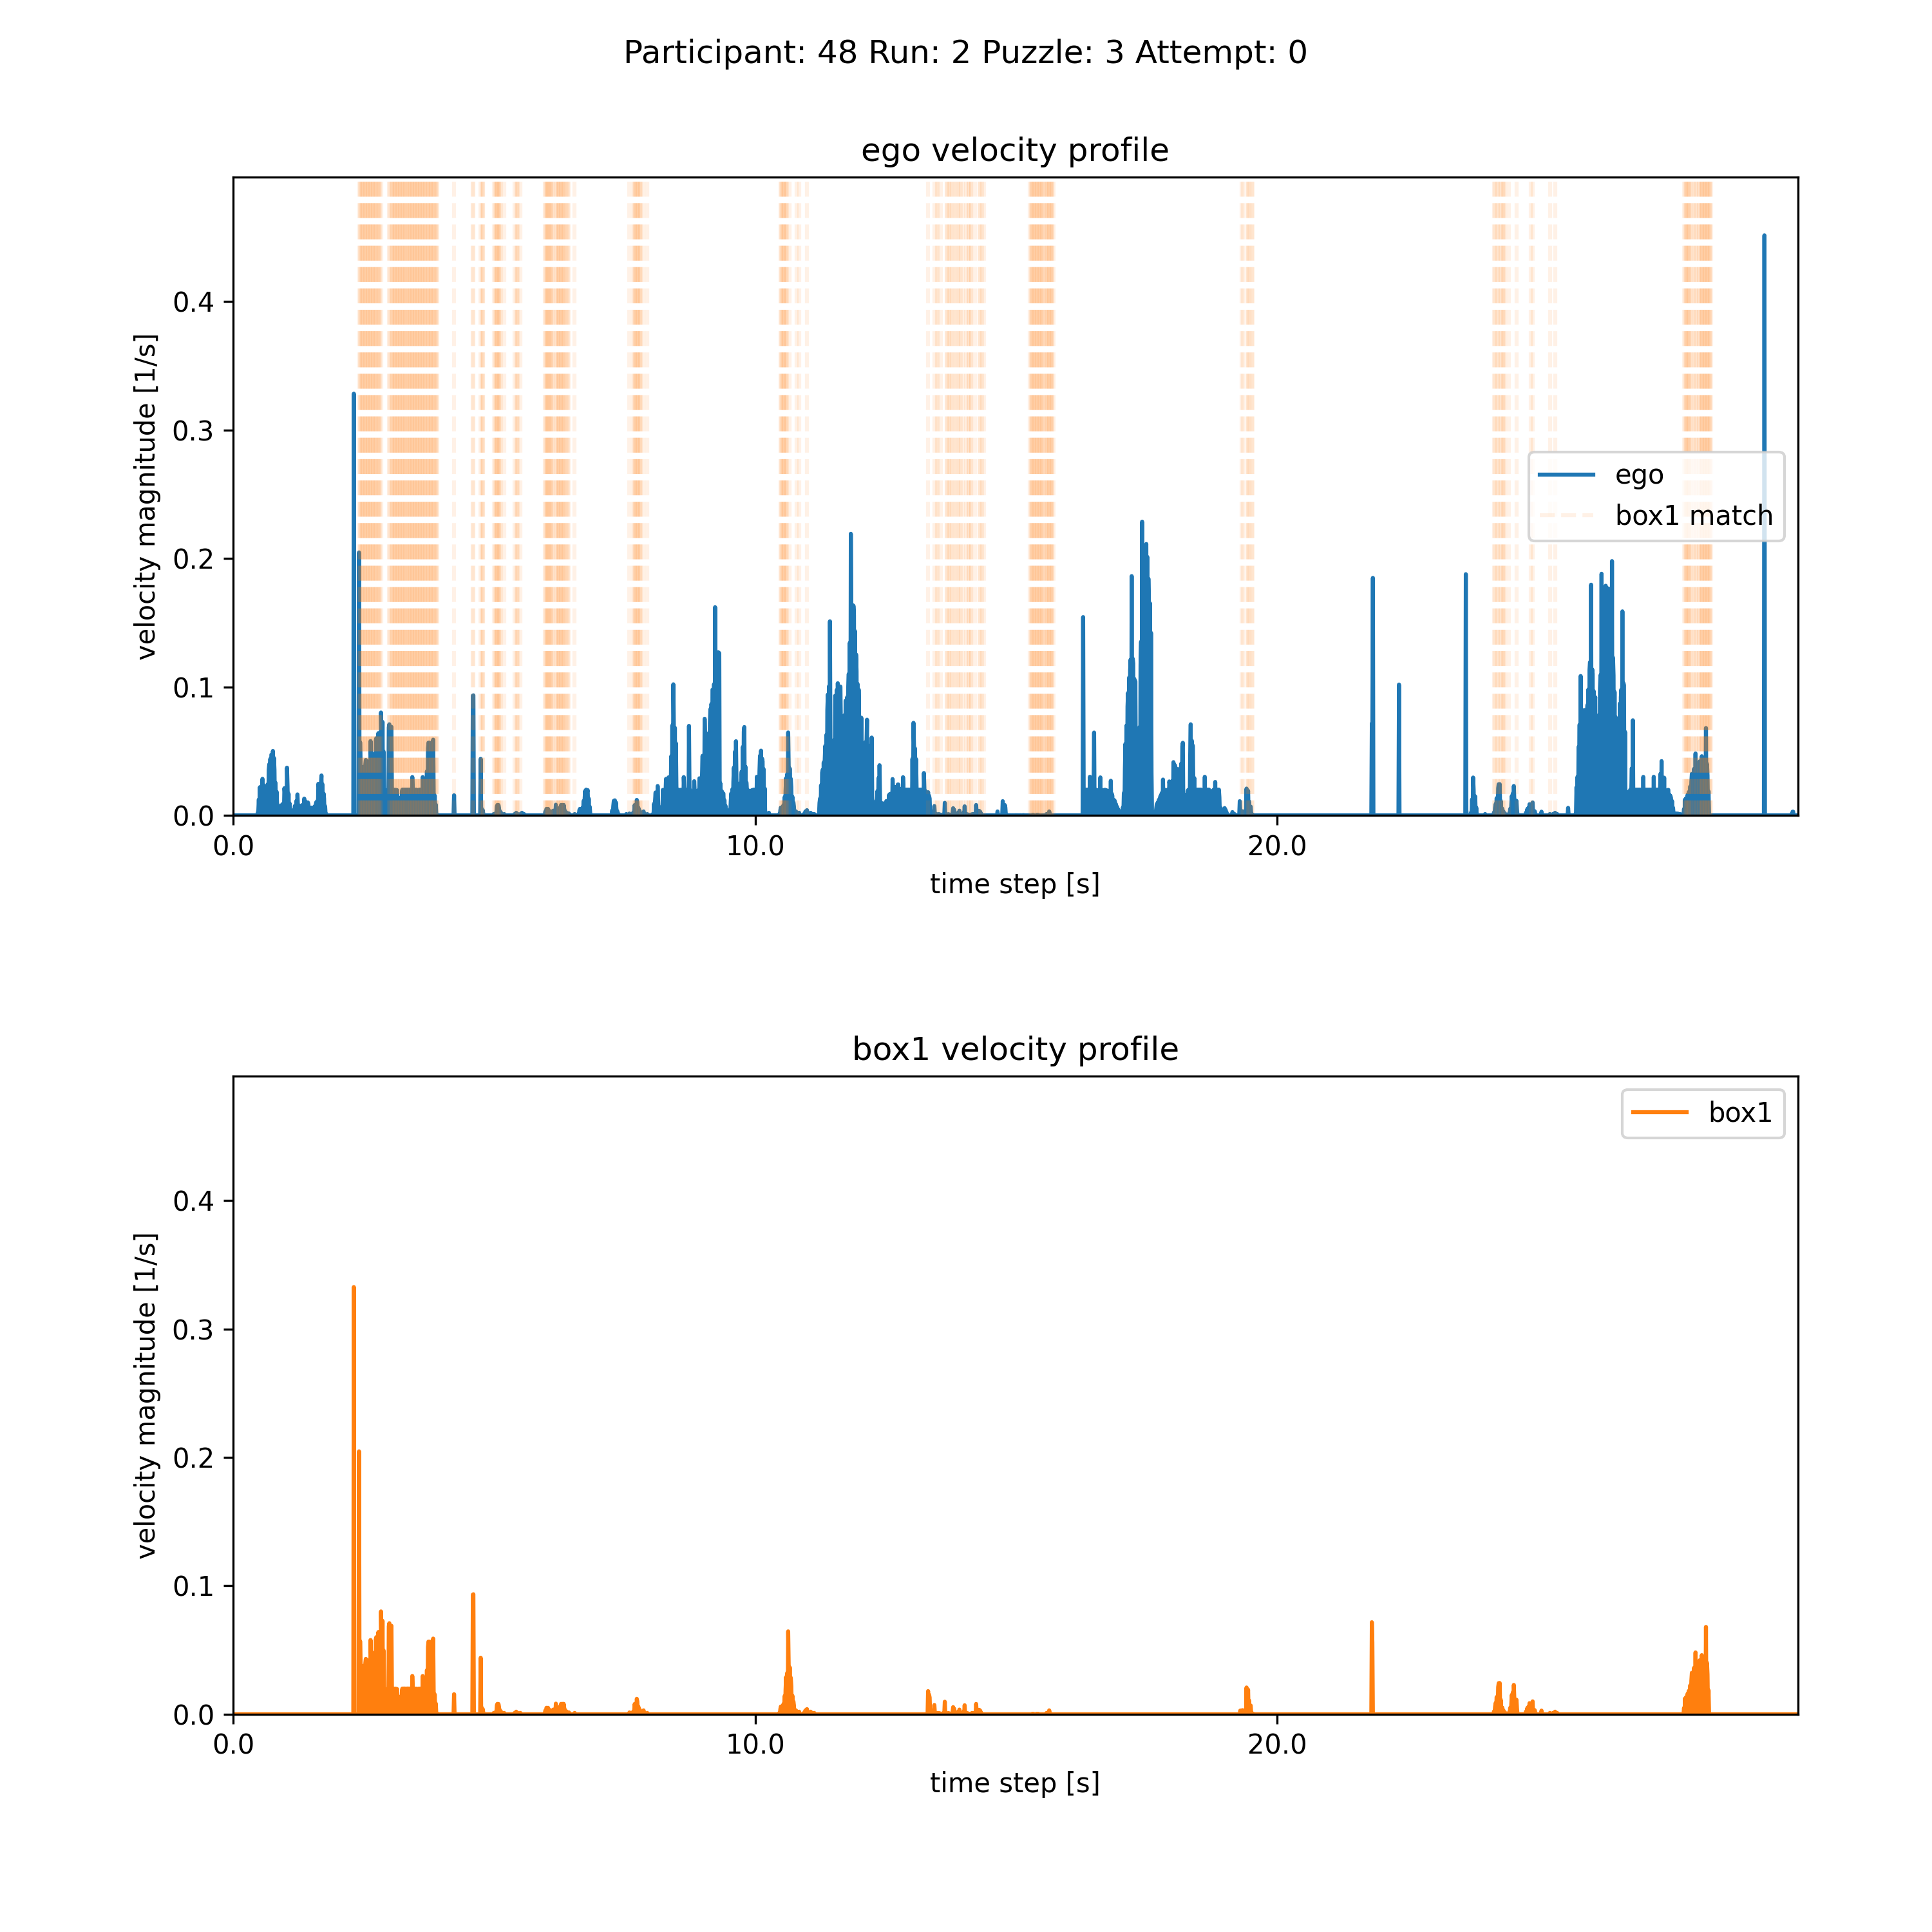 Participant: 48 Run: 2 Puzzle: 3 Attempt: 0
ego velocity profile
velocity magnitude [1/s]
0.4
0.3
0.2
0.1
0.0
ego
box1 match
0.0 10.0 20.0
time step [s]
box1 velocity profile
velocity magnitude [1/s]
box1
0.4
0.3
0.2
0.1
0.0
0.0 10.0 20.0
time step [s]